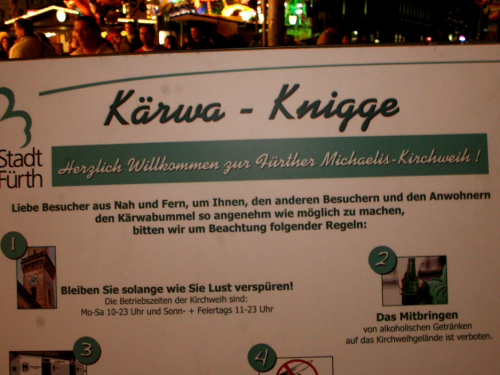 Kärwa - Knigge
Stadt
Fürth
Herzlich Willkommen zur Fürther Michaelis-Kirchweih !
Liebe Besucher aus Nah und Fern, um Ihnen, den anderen Besuchern und den Anwohnern
den Kärwabummel so angenehm wie möglich zu machen,
bitten wir um Beachtung folgender Regeln:
1
Bleiben Sie solange wie Sie Lust verspüren!
Die Betriebszeiten der Kirchweih sind:
Mo-Sa 10-23 Uhr und Sonn- + Feiertags 11-23 Uhr
2
Das Mitbringen
von alkoholischen Getränken
auf das Kirchweihgelände ist verboten.
3
4